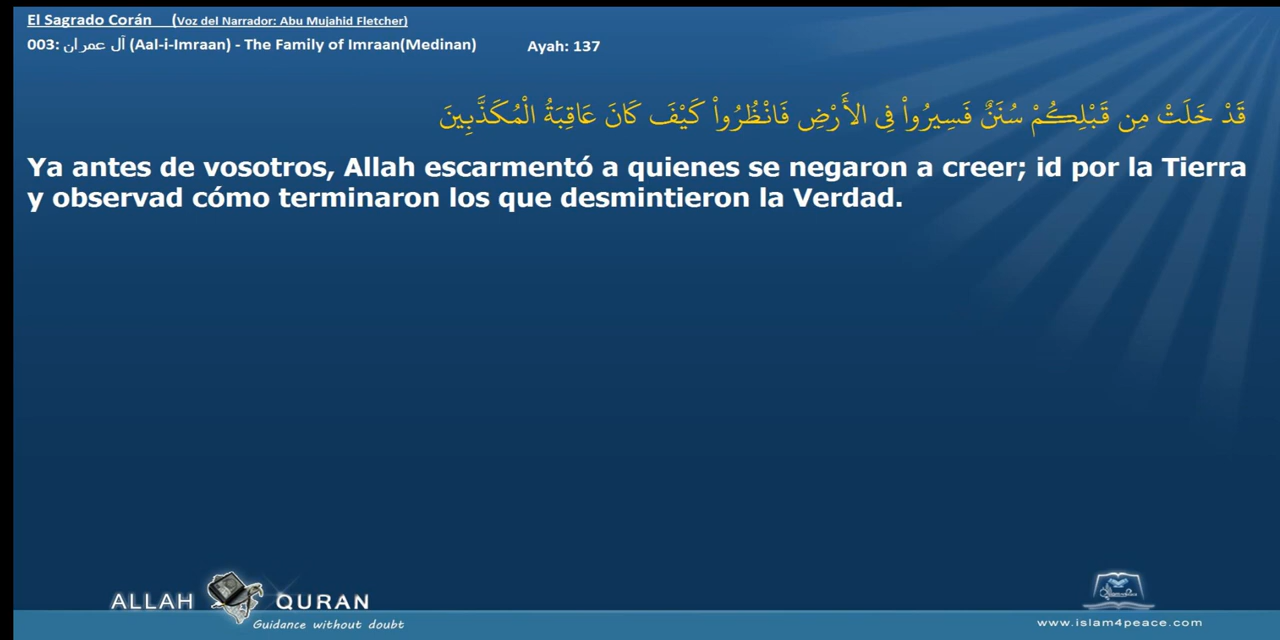 El Sagrado Corán (Voz del Narrador: Abu Mujahid Fletcher)
003: آل عمران (Aal-i-Imraan) - The Family of Imraan(Medinan) Ayah: 137
قَدْ خَلَتْ مِن قَبْلِكُمْ سُنَنٌ فَسِيرُواْ فِى الأَرْضِ فَانْظُرُواْ كَيْفَ كَانَ عَاقِبَةُ الْمُكَذَّبِينَ
Ya antes de vosotros, Allah escarmentó a quienes se negaron a creer; id por la Tierra
y observad cómo terminaron los que desmintieron la Verdad.
ALLAH QURAN
Guidance without doubt
www.islam4peace.com